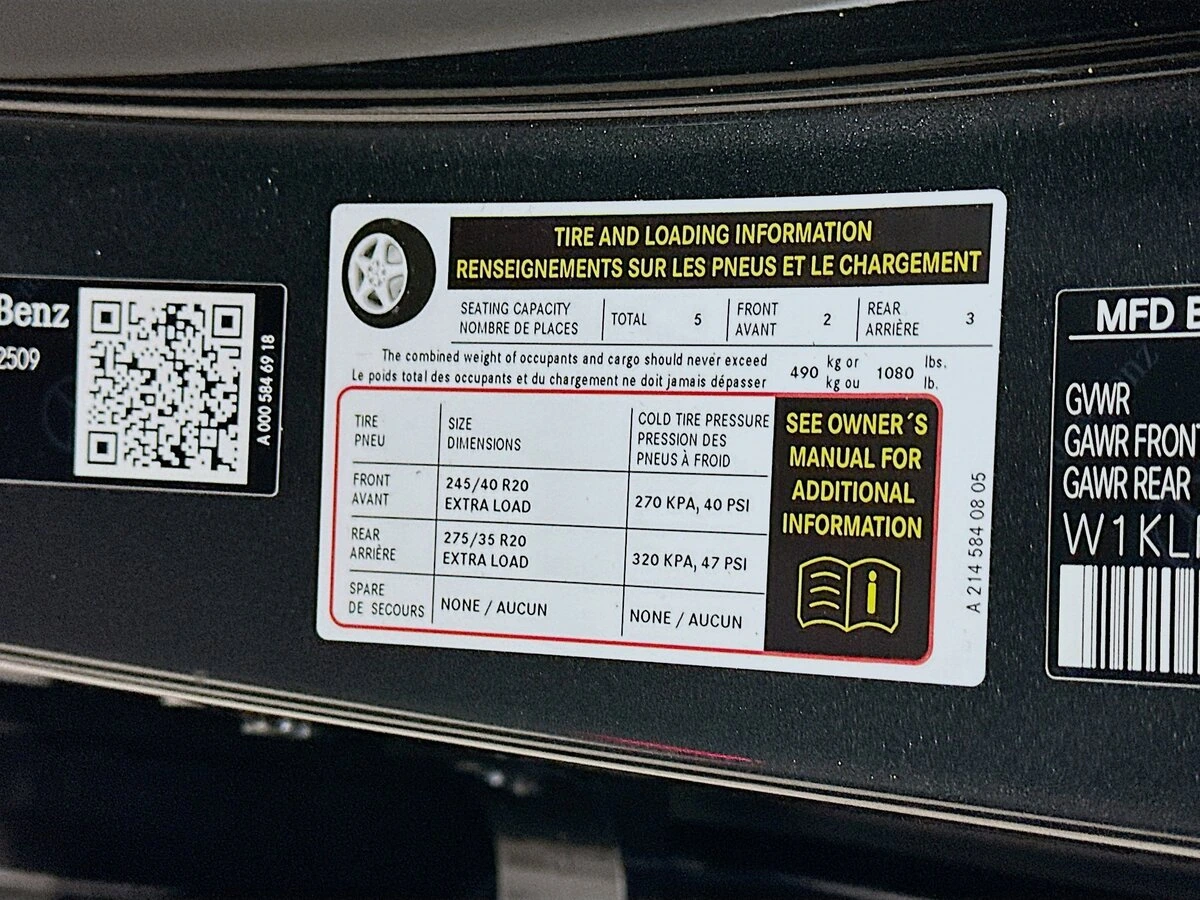 Benz
2509
A 000 584 69 18
TIRE AND LOADING INFORMATION
RENSEIGNEMENTS SUR LES PNEUS ET LE CHARGEMENT
SEATING CAPACITY
NOMBRE DE PLACES
TOTAL 5
FRONT
AVANT
2
REAR
ARRIÈRE
3
The combined weight of occupants and cargo should never exceed
Le poids total des occupants et du chargement ne doit jamais dépasser
490
kg or
kg ou
1080
lbs.
lb.
TIRE
PNEU
SIZE
DIMENSIONS
COLD TIRE PRESSURE
PRESSION DES
PNEUS À FROID
FRONT
AVANT
245/40 R20
EXTRA LOAD
270 KPA, 40 PSI
REAR
ARRIÈRE
275/35 R20
EXTRA LOAD
320 KPA, 47 PSI
SPARE
DE SECOURS
NONE / AUCUN
NONE / AUCUN
SEE OWNER´S
MANUAL FOR
ADDITIONAL
INFORMATION
A 214 584 08 05
MFD
GVWR
GAWR FRONT
GAWR REAR
W1KL